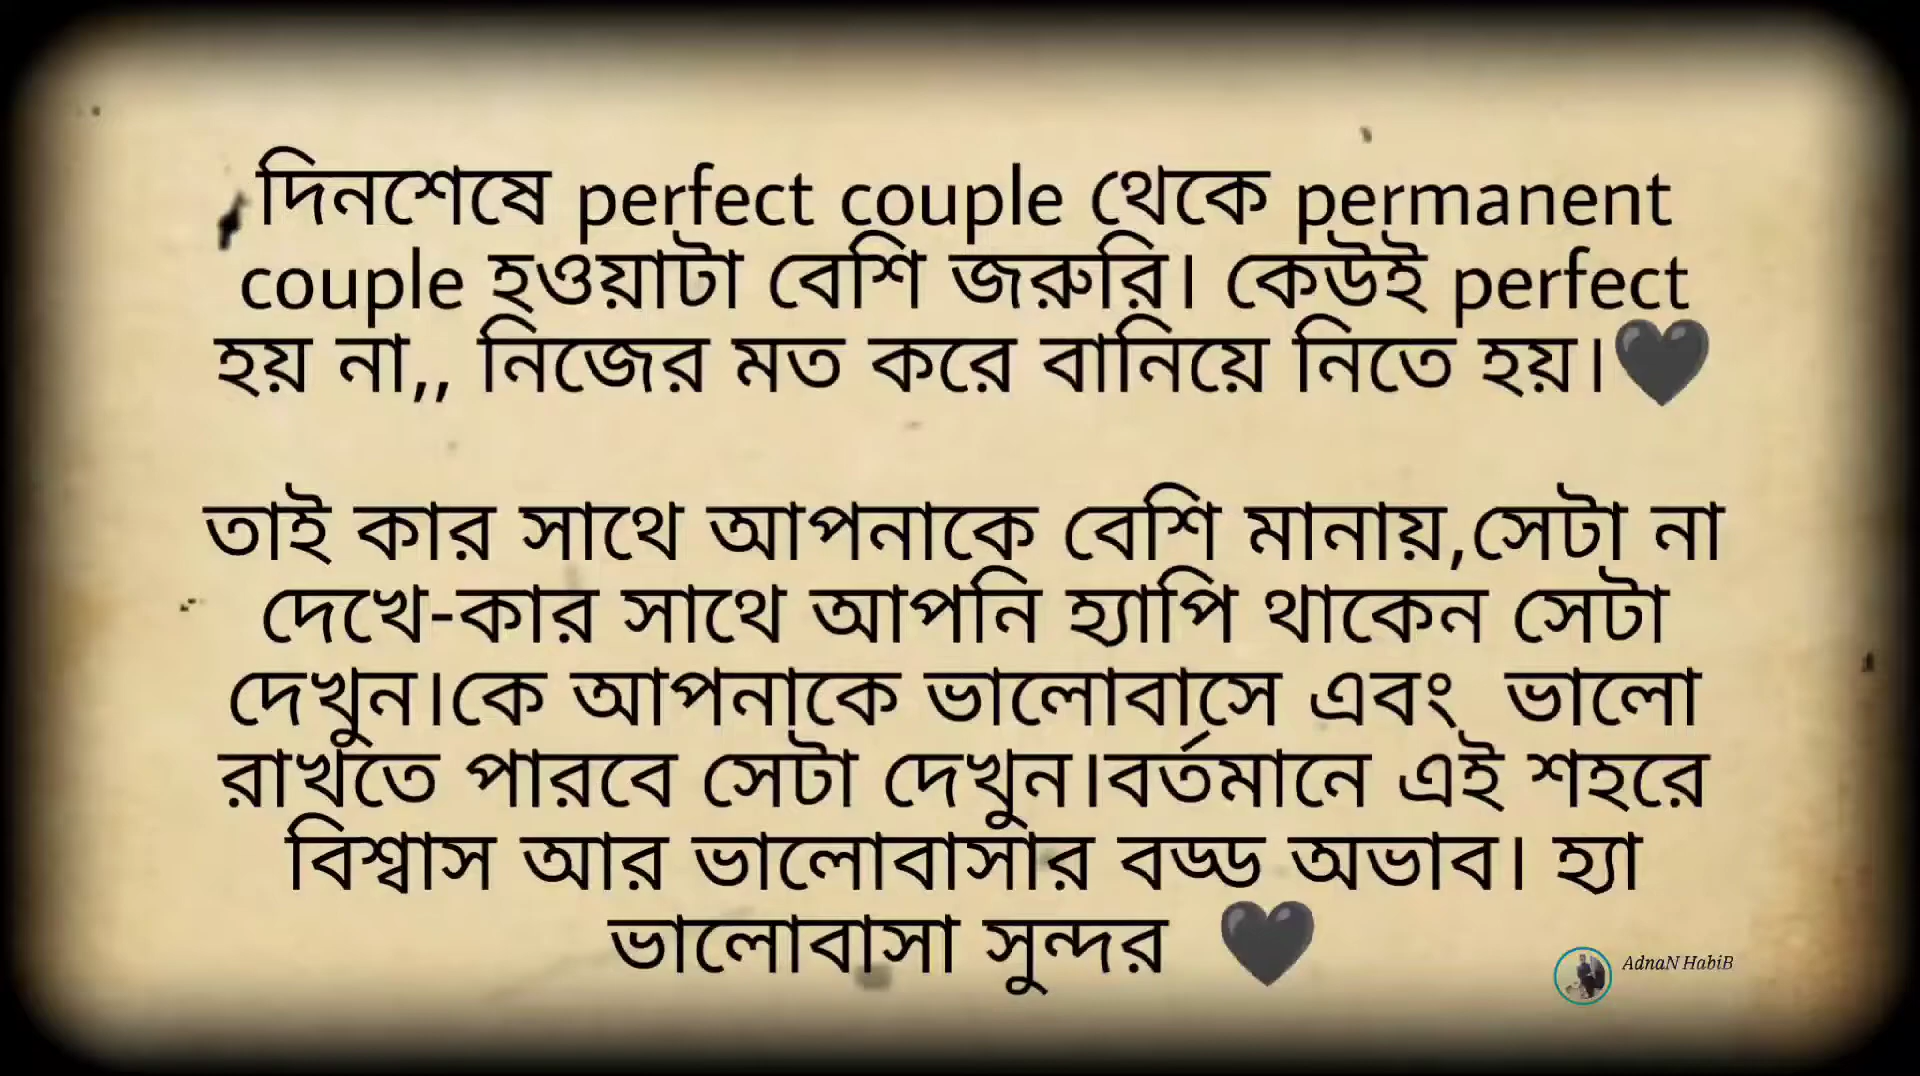 দিনশেষে perfect couple থেকে permanent
couple হওয়াটা বেশি জরুরি। কেউই perfect
হয় না,, নিজের মত করে বানিয়ে নিতে হয়।🖤
তাই কার সাথে আপনাকে বেশি মানায়,সেটা না
দেখে-কার সাথে আপনি হ্যাপি থাকেন সেটা
দেখুন।কে আপনাকে ভালোবাসে এবং  ভালো
রাখতে পারবে সেটা দেখুন।বর্তমানে এই শহরে
বিশ্বাস আর ভালোবাসার বড্ড অভাব। হ্যা
ভালোবাসা সুন্দর  🖤
AdnaN HabiB